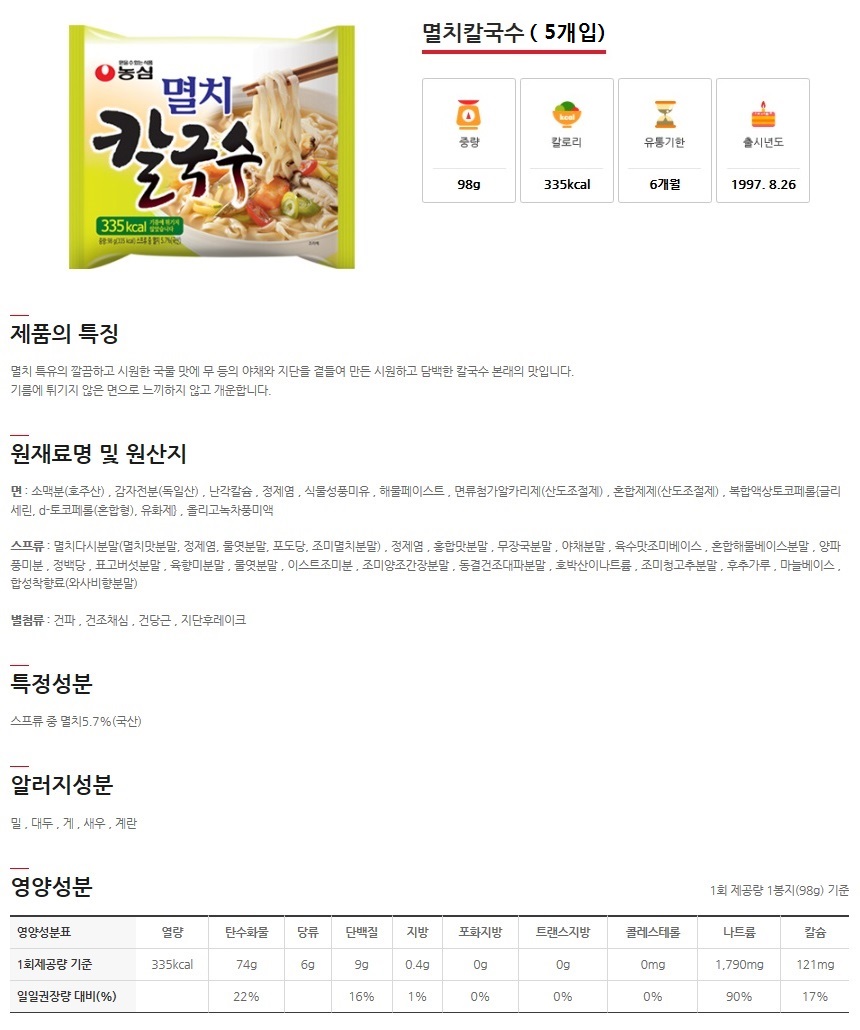 멸치칼국수 ( 5개입)
농심
멸치
칼국수
335 kcal 기름에 튀기지 않았습니다
중량
칼로리
유통기한
출시년도
kcal
98g
335kcal
6개월
1997. 8.26
제품의 특징
멸치 특유의 깔끔하고 시원한 국물 맛에 무 등의 야채와 지단을 곁들여 만든 시원하고 담백한 칼국수 본래의 맛입니다.
기름에 튀기지 않은 면으로 느끼하지 않고 개운합니다.
원재료명 및 원산지
면 : 소맥분(호주산) , 감자전분(독일산) , 난각칼슘 , 정제염 , 식물성풍미유 , 해물페이스트 , 면류첨가알카리제(산도조절제) , 혼합제제(산도조절제) , 복합액상토코페롤{글리
세린, d-토코페롤(혼합형), 유화제} , 올리고녹차풍미액
스프류 : 멸치다시분말(멸치맛분말, 정제염, 물엿분말, 포도당, 조미멸치분말) , 정제염 , 홍합맛분말 , 무장국분말 , 야채분말 , 육수맛조미베이스 , 혼합해물베이스분말 , 양파
풍미분 , 정백당 , 표고버섯분말 , 육향미분말 , 물엿분말 , 이스트조미분 , 조미양조간장분말 , 동결건조대파분말 , 호박산이나트륨 , 조미청고추분말 , 후추가루 , 마늘베이스 ,
합성착향료(와사비향분말)
별첨류 : 건파 , 건조채심 , 건당근 , 지단후레이크
특정성분
스프류 중 멸치5.7%(국산)
알러지성분
밀 , 대두 , 게 , 새우 , 계란
영양성분
1회 제공량 1봉지(98g) 기준
영양성분표 열량 탄수화물 당류 단백질 지방 포화지방 트랜스지방 콜레스테롤 나트륨 칼슘
1회제공량 기준 335kcal 74g 6g 9g 0.4g 0g 0g 0mg 1,790mg 121mg
일일권장량 대비(%) 22% 16% 1% 0% 0% 0% 90% 17%